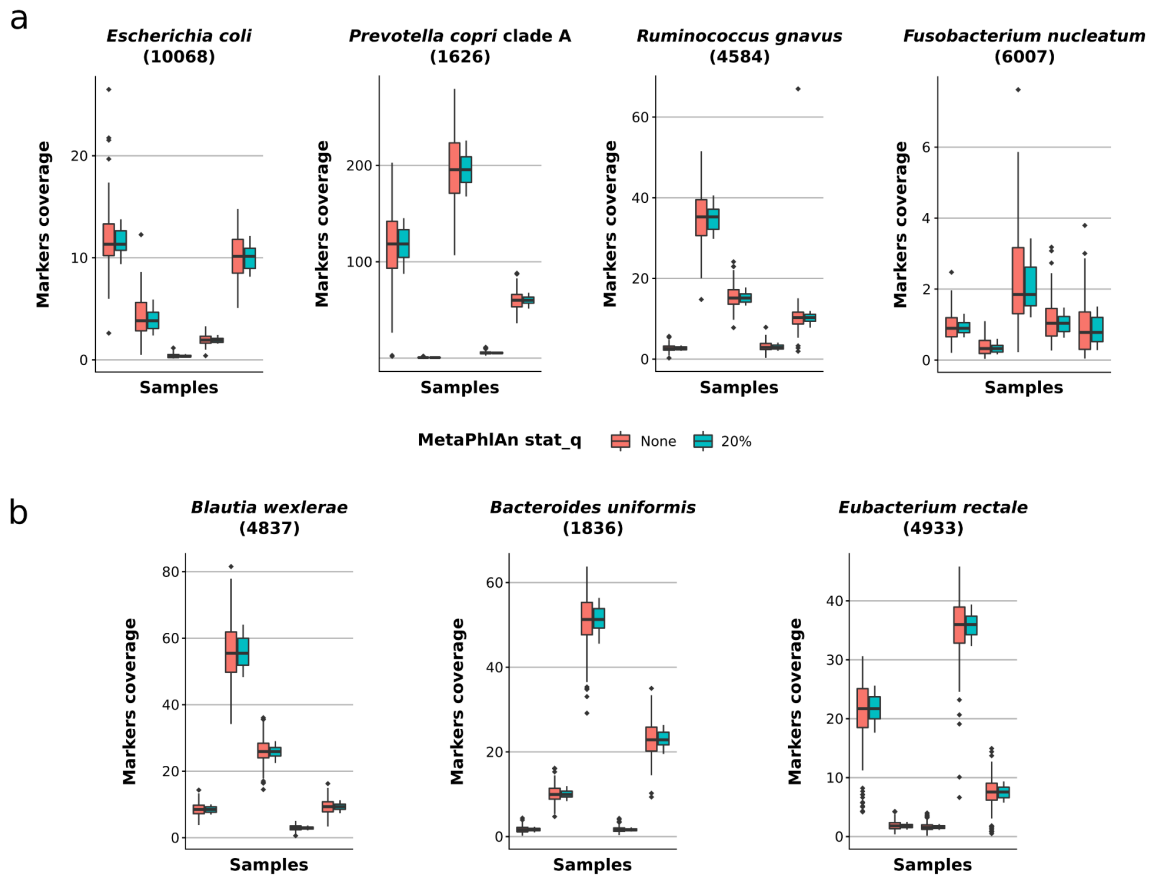 a
Escherichia coli
(10068)
Prevotella copri clade A
(1626)
Ruminococcus gnavus
(4584)
Fusobacterium nucleatum
(6007)
Markers coverage
20
10
0
Samples
Markers coverage
200
100
Samples
Markers coverage
60
40
20
0
Samples
Markers coverage
6
4
2
0
Samples
MetaPhlAn stat_q None 20%
b
Blautia wexlerae
(4837)
Bacteroides uniformis
(1836)
Eubacterium rectale
(4933)
Markers coverage
80
60
40
20
0
Samples
Markers coverage
60
40
20
0
Samples
Markers coverage
40
30
20
10
0
Samples